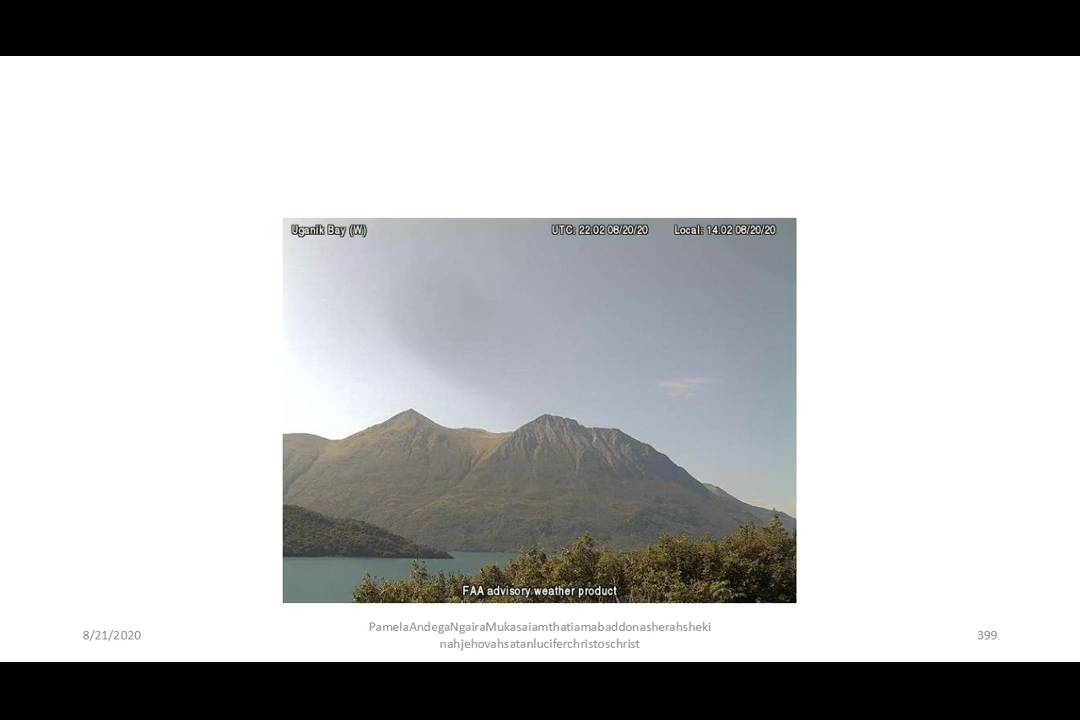 Uganik Bay (W) UTC: 22:02 08/20/20 Local: 14:02 08/20/20
FAA advisory weather product
8/21/2020
PamelaAndegaNgairaMukasaiamthatiamabaddonasherahsheki
nahjehovahsatanluciferchristoschrist
399